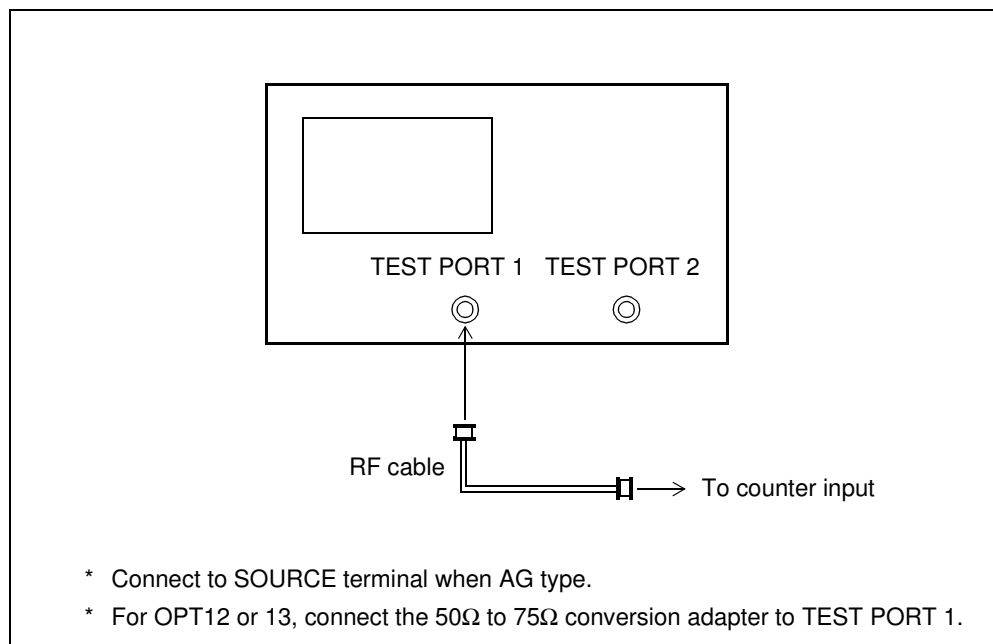 TEST PORT 1 TEST PORT 2
RF cable
To counter input
* Connect to SOURCE terminal when AG type.
* For OPT12 or 13, connect the 50Ω to 75Ω conversion adapter to TEST PORT 1.